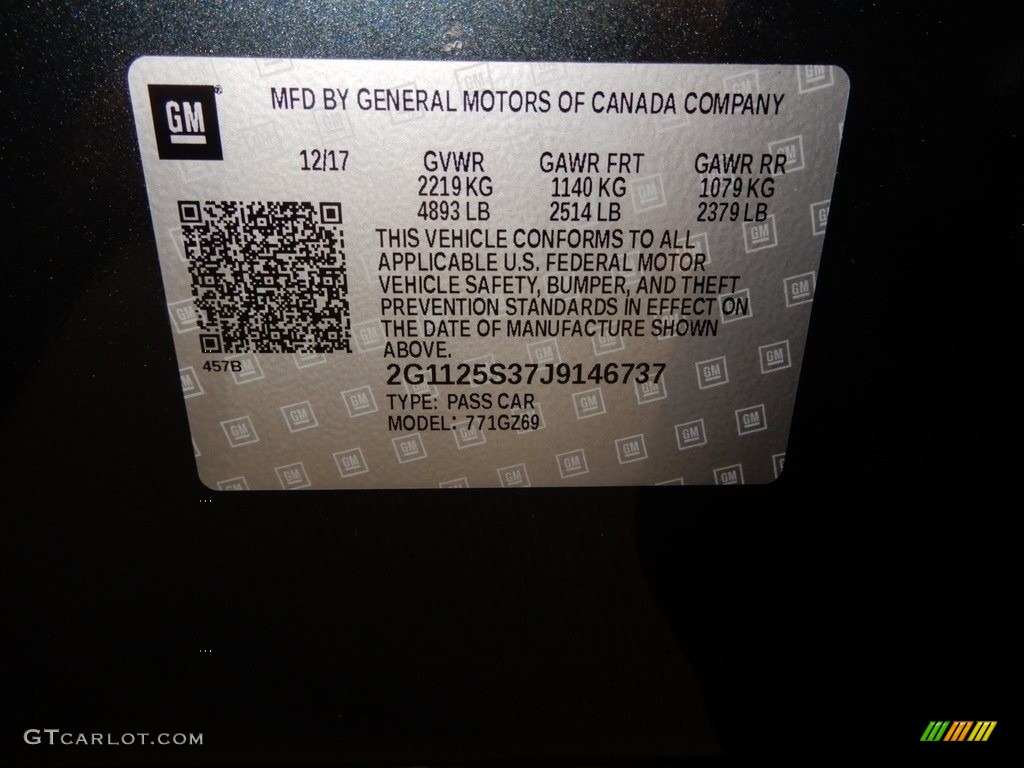 GM®
MFD BY GENERAL MOTORS OF CANADA COMPANY
12/17 GVWR GAWR FRT GAWR RR
2219 KG 1140 KG 1079 KG
4893 LB 2514 LB 2379 LB
THIS VEHICLE CONFORMS TO ALL
APPLICABLE U.S. FEDERAL MOTOR
VEHICLE SAFETY, BUMPER, AND THEFT
PREVENTION STANDARDS IN EFFECT ON
THE DATE OF MANUFACTURE SHOWN
ABOVE.
457B
2G1125S37J9146737
TYPE: PASS CAR
MODEL: 771GZ69
GTCARLOT.COM